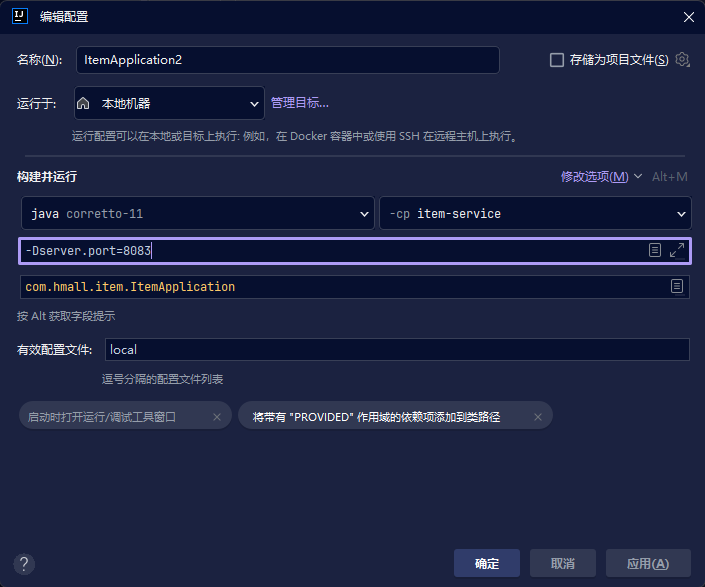 编辑配置
名称(N): ItemApplication2 存储为项目文件(S)
运行于: 本地机器 管理目标...
运行配置可以在本地或目标上执行: 例如，在 Docker 容器中或使用 SSH 在远程主机上执行。
构建并运行 修改选项(M) Alt+M
java corretto-11 -cp item-service
-Dserver.port=8083
com.hmall.item.ItemApplication
按 Alt 获取字段提示
有效配置文件: local
逗号分隔的配置文件列表
启动时打开运行/调试工具窗口 × 将带有 "PROVIDED" 作用域的依赖项添加到类路径 ×
? 确定 取消 应用(A)